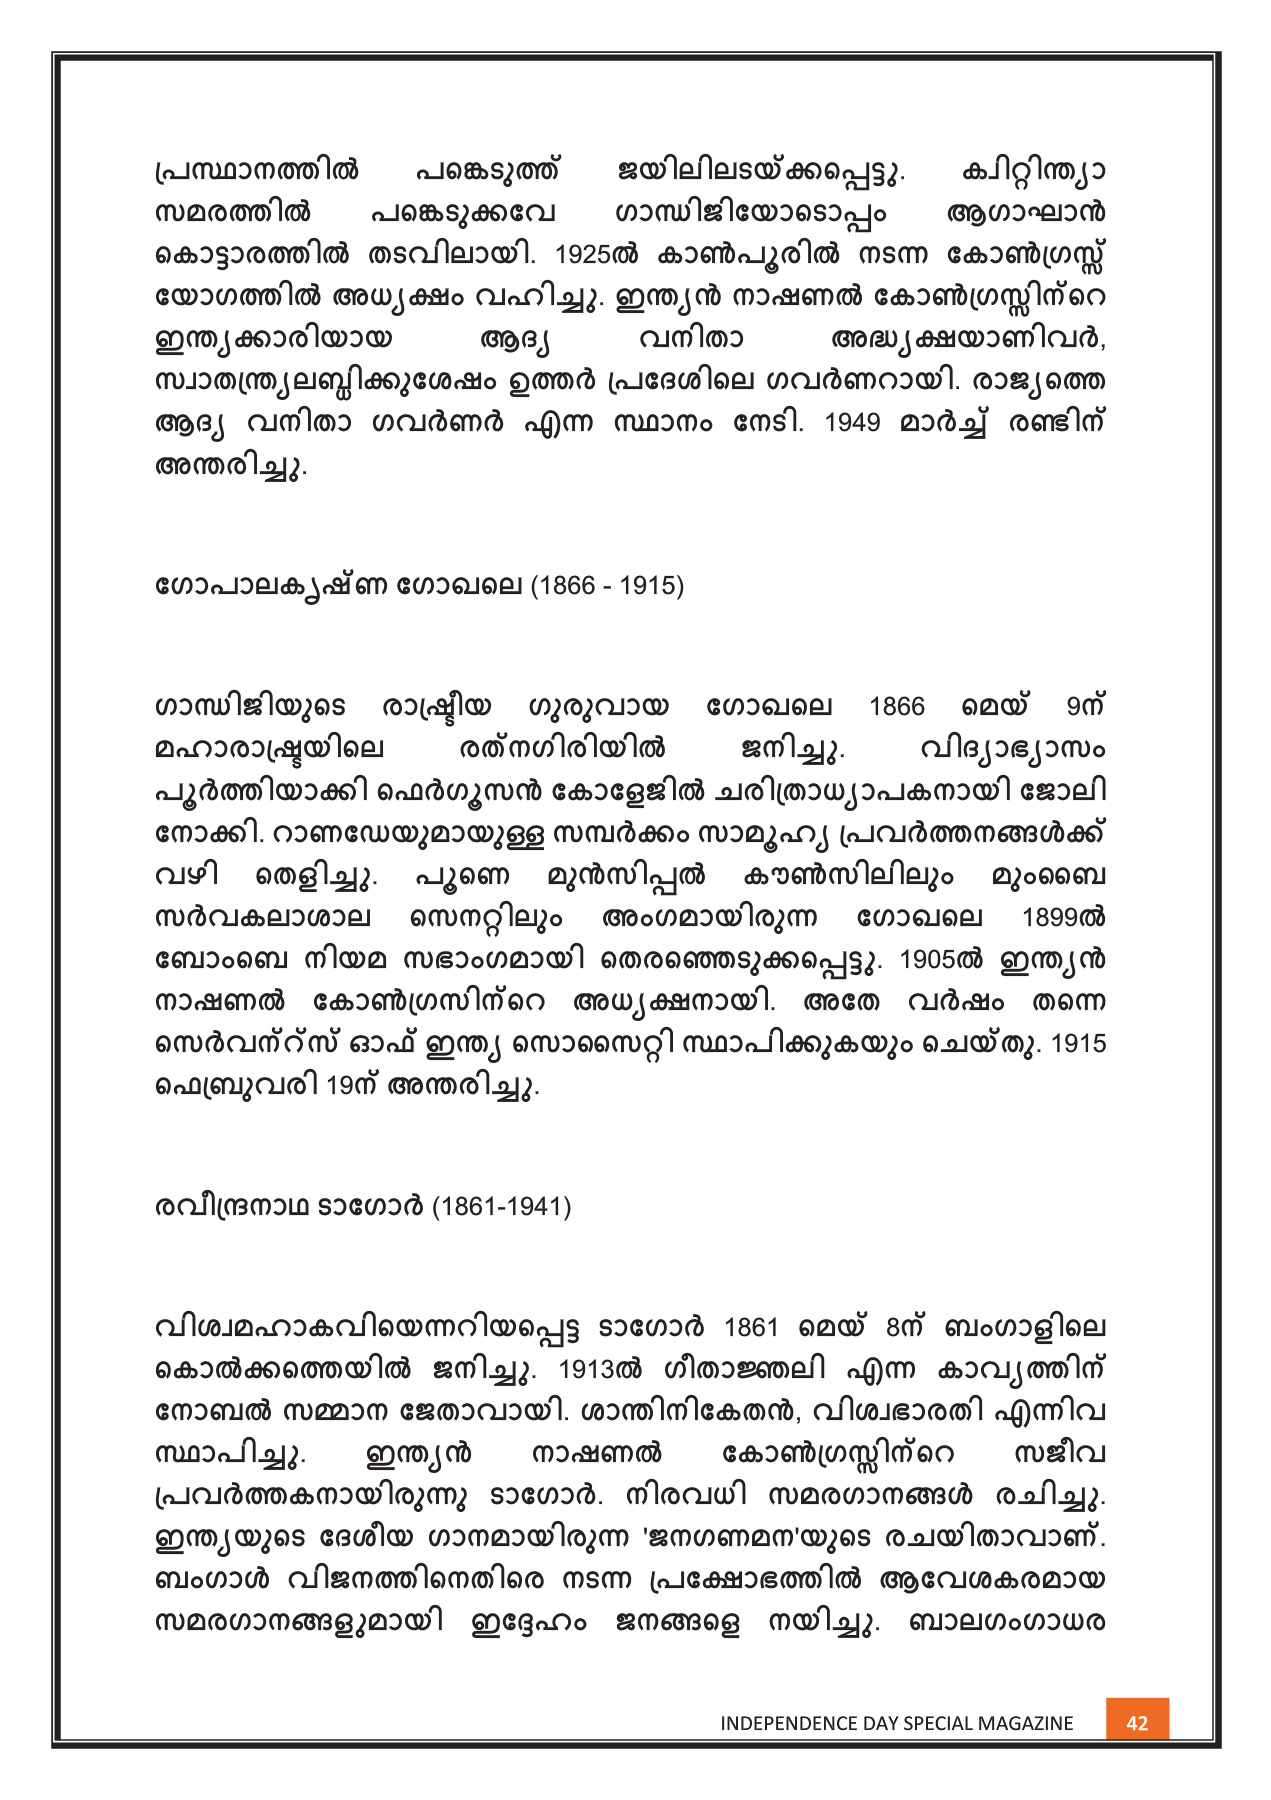 പ്രസ്ഥാനത്തിൽ പങ്കെടുത്ത് ജയിലിലടയ്ക്കപ്പെട്ടു. ക്വിറ്റിന്ത്യാ
സമരത്തിൽ പങ്കെടുക്കവേ ഗാന്ധിജിയോടൊപ്പം ആഗാഘാൻ
കൊട്ടാരത്തിൽ തടവിലായി. 1925ൽ കാൺപൂരിൽ നടന്ന കോൺഗ്രസ്സ്
യോഗത്തിൽ അധ്യക്ഷം വഹിച്ചു. ഇന്ത്യൻ നാഷണൽ കോൺഗ്രസ്സിന്റെ
ഇന്ത്യക്കാരിയായ ആദ്യ വനിതാ അദ്ധ്യക്ഷയാണിവർ,
സ്വാതന്ത്ര്യലബ്ധിക്കുശേഷം ഉത്തർ പ്രദേശിലെ ഗവർണറായി. രാജ്യത്തെ
ആദ്യ വനിതാ ഗവർണർ എന്ന സ്ഥാനം നേടി. 1949 മാർച്ച് രണ്ടിന്
അന്തരിച്ചു.
ഗോപാലകൃഷ്ണ ഗോഖലെ (1866 - 1915)
ഗാന്ധിജിയുടെ രാഷ്ട്രീയ ഗുരുവായ ഗോഖലെ 1866 മെയ് 9ന്
മഹാരാഷ്ട്രയിലെ രത്നഗിരിയിൽ ജനിച്ചു. വിദ്യാഭ്യാസം
പൂർത്തിയാക്കി ഫെർഗൂസൻ കോളേജിൽ ചരിത്രാധ്യാപകനായി ജോലി
നോക്കി. റാണഡേയുമായുള്ള സമ്പർക്കം സാമൂഹ്യ പ്രവർത്തനങ്ങൾക്ക്
വഴി തെളിച്ചു. പൂണെ മുൻസിപ്പൽ കൗൺസിലിലും മുംബൈ
സർവകലാശാല സെനറ്റിലും അംഗമായിരുന്ന ഗോഖലെ 1899ൽ
ബോംബെ നിയമ സഭാംഗമായി തെരഞ്ഞെടുക്കപ്പെട്ടു. 1905ൽ ഇന്ത്യൻ
നാഷണൽ കോൺഗ്രസിന്റെ അധ്യക്ഷനായി. അതേ വർഷം തന്നെ
സെർവന്റ്സ് ഓഫ് ഇന്ത്യ സൊസൈറ്റി സ്ഥാപിക്കുകയും ചെയ്തു. 1915
ഫെബ്രുവരി 19ന് അന്തരിച്ചു.
രവീന്ദ്രനാഥ ടാഗോർ (1861-1941)
വിശ്വമഹാകവിയെന്നറിയപ്പെട്ട ടാഗോർ 1861 മെയ് 8ന് ബംഗാളിലെ
കൊൽക്കത്തെയിൽ ജനിച്ചു. 1913ൽ ഗീതാജ്ഞലി എന്ന കാവ്യത്തിന്
നോബൽ സമ്മാന ജേതാവായി. ശാന്തിനികേതൻ, വിശ്വഭാരതി എന്നിവ
സ്ഥാപിച്ചു. ഇന്ത്യൻ നാഷണൽ കോൺഗ്രസ്സിന്റെ സജീവ
പ്രവർത്തകനായിരുന്നു ടാഗോർ. നിരവധി സമരഗാനങ്ങൾ രചിച്ചു.
ഇന്ത്യയുടെ ദേശീയ ഗാനമായിരുന്ന 'ജനഗണമന'യുടെ രചയിതാവാണ്.
ബംഗാൾ വിജനത്തിനെതിരെ നടന്ന പ്രക്ഷോഭത്തിൽ ആവേശകരമായ
സമരഗാനങ്ങളുമായി ഇദ്ദേഹം ജനങ്ങളെ നയിച്ചു. ബാലഗംഗാധര
INDEPENDENCE DAY SPECIAL MAGAZINE 42